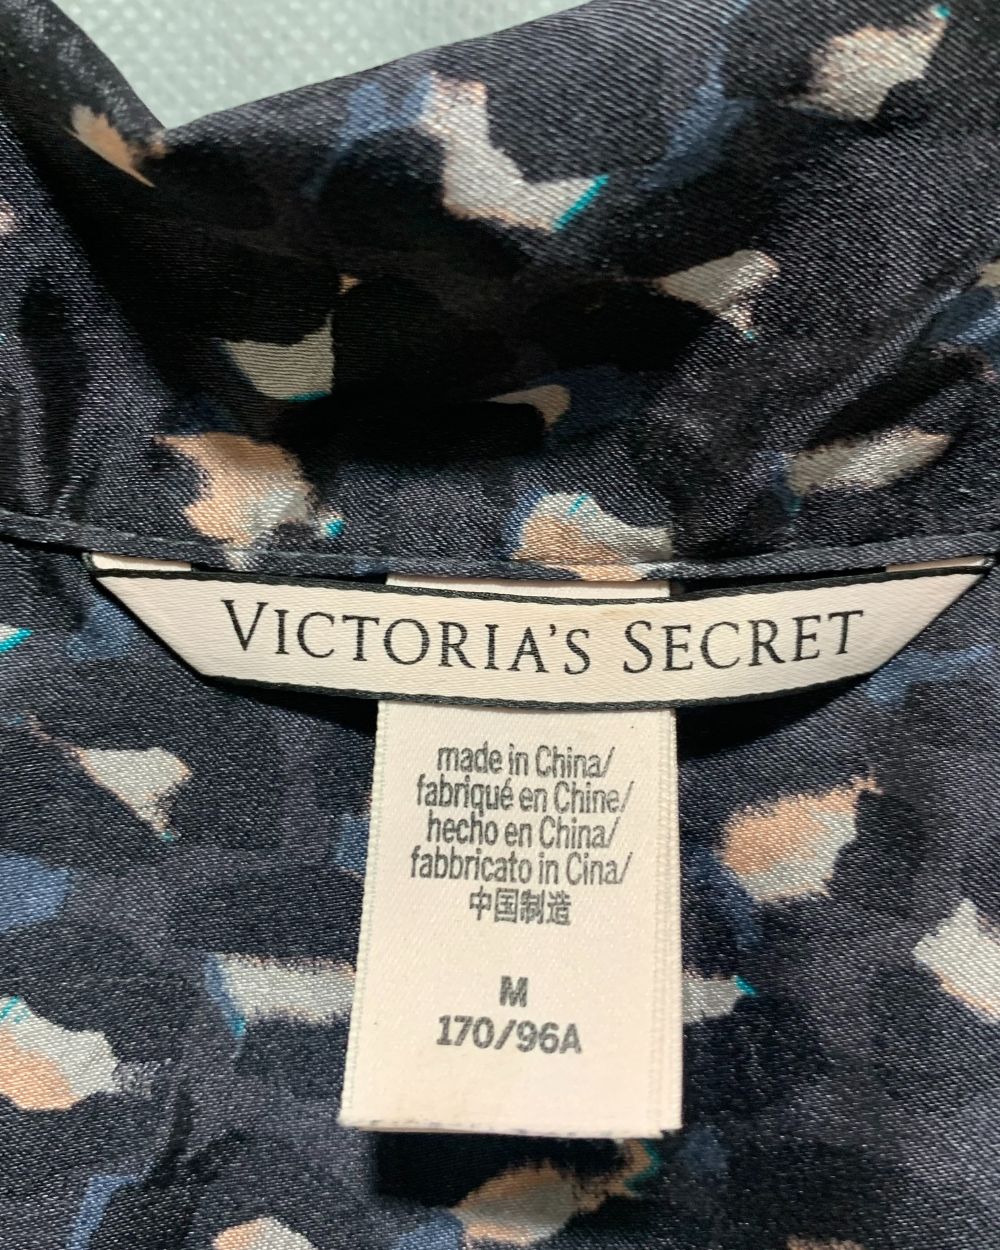 VICTORIA'S SECRET
made in China/
fabriqué en Chine/
hecho en China/
fabbricato in Cina/
中国制造
M
170/96A